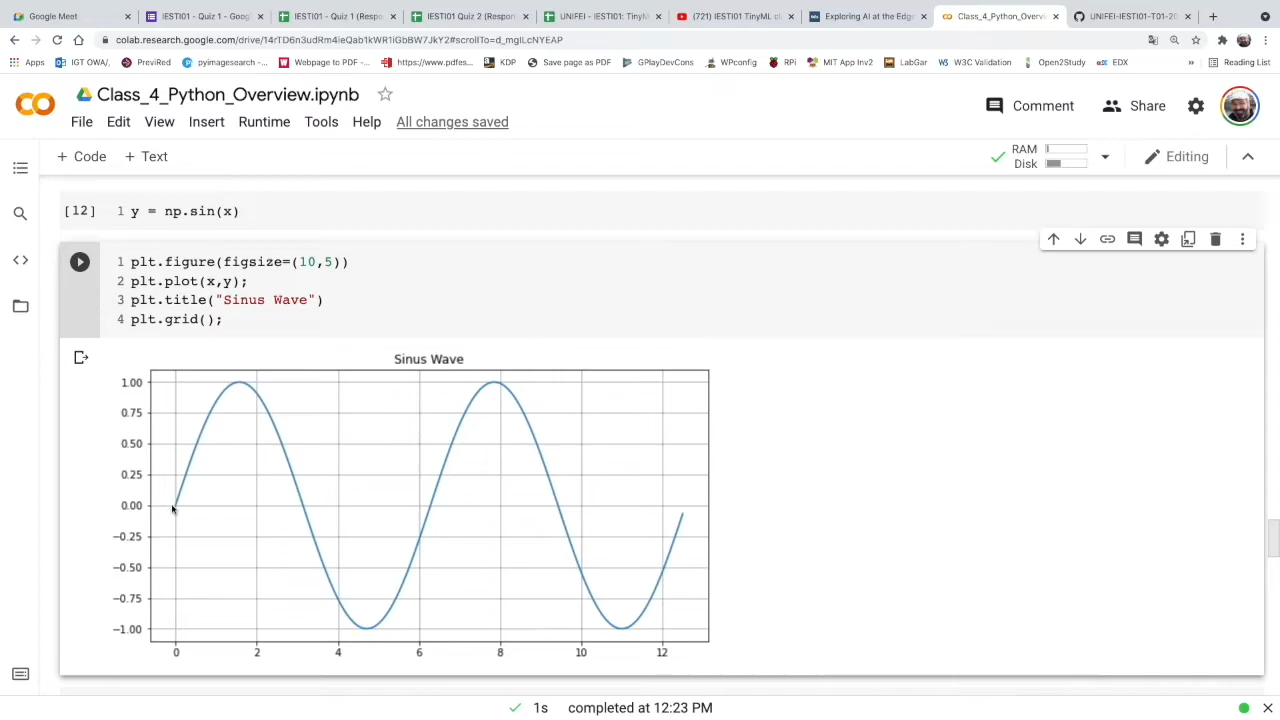 Google Meet
IESTI01 - Quiz 1 - Googl
IESTI01 - Quiz 1 (Respo
IESTI01 Quiz 2 (Respon
UNIFEI - IESTI01: TinyM
(721) IESTI01 TinyML cl
Exploring AI at the Edge
Class_4_Python_Overvi
UNIFEI-IESTI01-T01-20
colab.research.google.com/drive/14rTD6n3udRm4ieQab1kWR1iGbBW7JkY2#scrollTo=d_mgILcNYEAP
Apps
IGT OWA/,
PreviRed
pyimagesearch -...
Webpage to PDF -...
https://www.pdfes...
KDP
Save page as PDF
GPlayDevCons
WPconfig
RPi
MIT App Inv2
LabGar
W3C Validation
Open2Study
EDX
»
Reading List
Class_4_Python_Overview.ipynb
Comment
Share
File Edit View Insert Runtime Tools Help All changes saved
+ Code + Text
RAM
Disk
Editing
[12] 1 y = np.sin(x)
1 plt.figure(figsize=(10,5))
2 plt.plot(x,y);
3 plt.title("Sinus Wave")
4 plt.grid();
Sinus Wave
1.00
0.75
0.50
0.25
0.00
−0.25
−0.50
−0.75
−1.00
0 2 4 6 8 10 12
1s completed at 12:23 PM